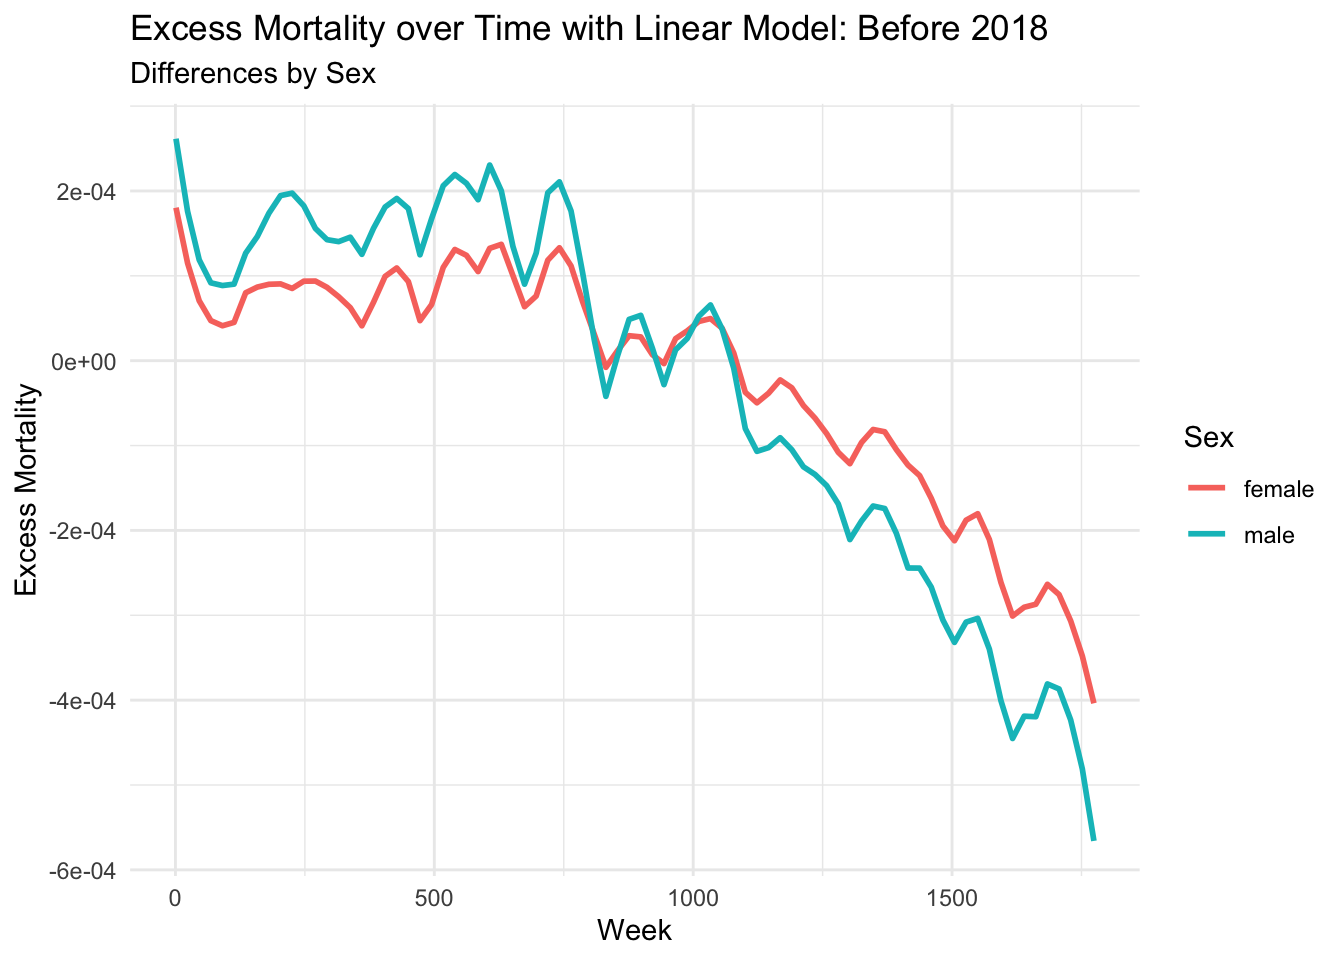 Excess Mortality over Time with Linear Model: Before 2018
Differences by Sex
Excess Mortality
2e-04
0e+00
-2e-04
-4e-04
-6e-04
0
500
1000
1500
Week
Sex
female
male